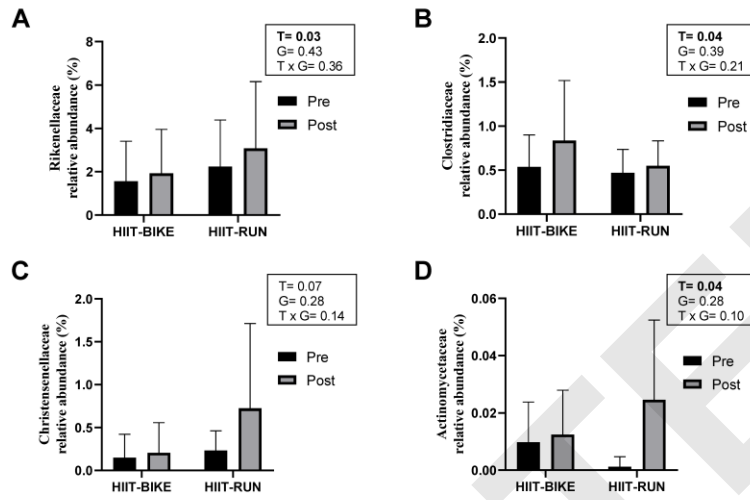 A
T= 0.03
G= 0.43
T x G= 0.36
Rikenellaceae
relative abundance (%)
8
6
4
2
0
Pre
Post
HIIT-BIKE HIIT-RUN
B
T= 0.04
G= 0.39
T x G= 0.21
Clostridiaceae
relative abundance (%)
2.0
1.5
1.0
0.5
0.0
Pre
Post
HIIT-BIKE HIIT-RUN
C
T= 0.07
G= 0.28
T x G= 0.14
Christensenellaceae
relative abundance (%)
2.0
1.5
1.0
0.5
0.0
Pre
Post
HIIT-BIKE HIIT-RUN
D
T= 0.04
G= 0.28
T x G= 0.10
Actinomycetaceae
relative abundance (%)
0.06
0.04
0.02
0.00
Pre
Post
HIIT-BIKE HIIT-RUN